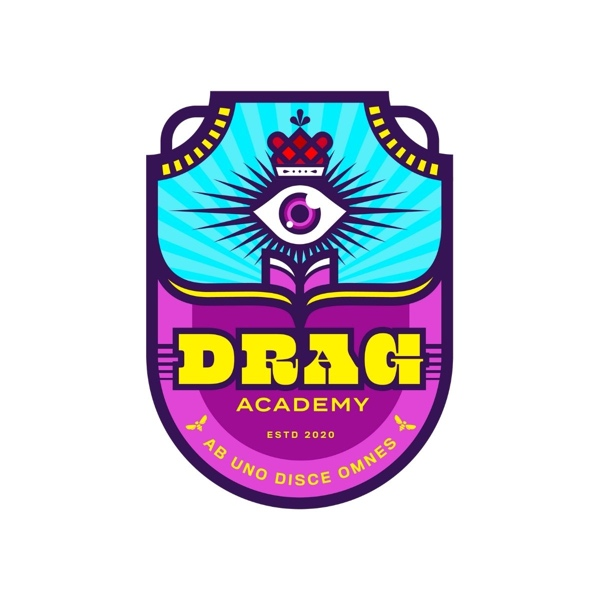 DRAG
ACADEMY
ESTD 2020
AB UNO DISCE OMNES